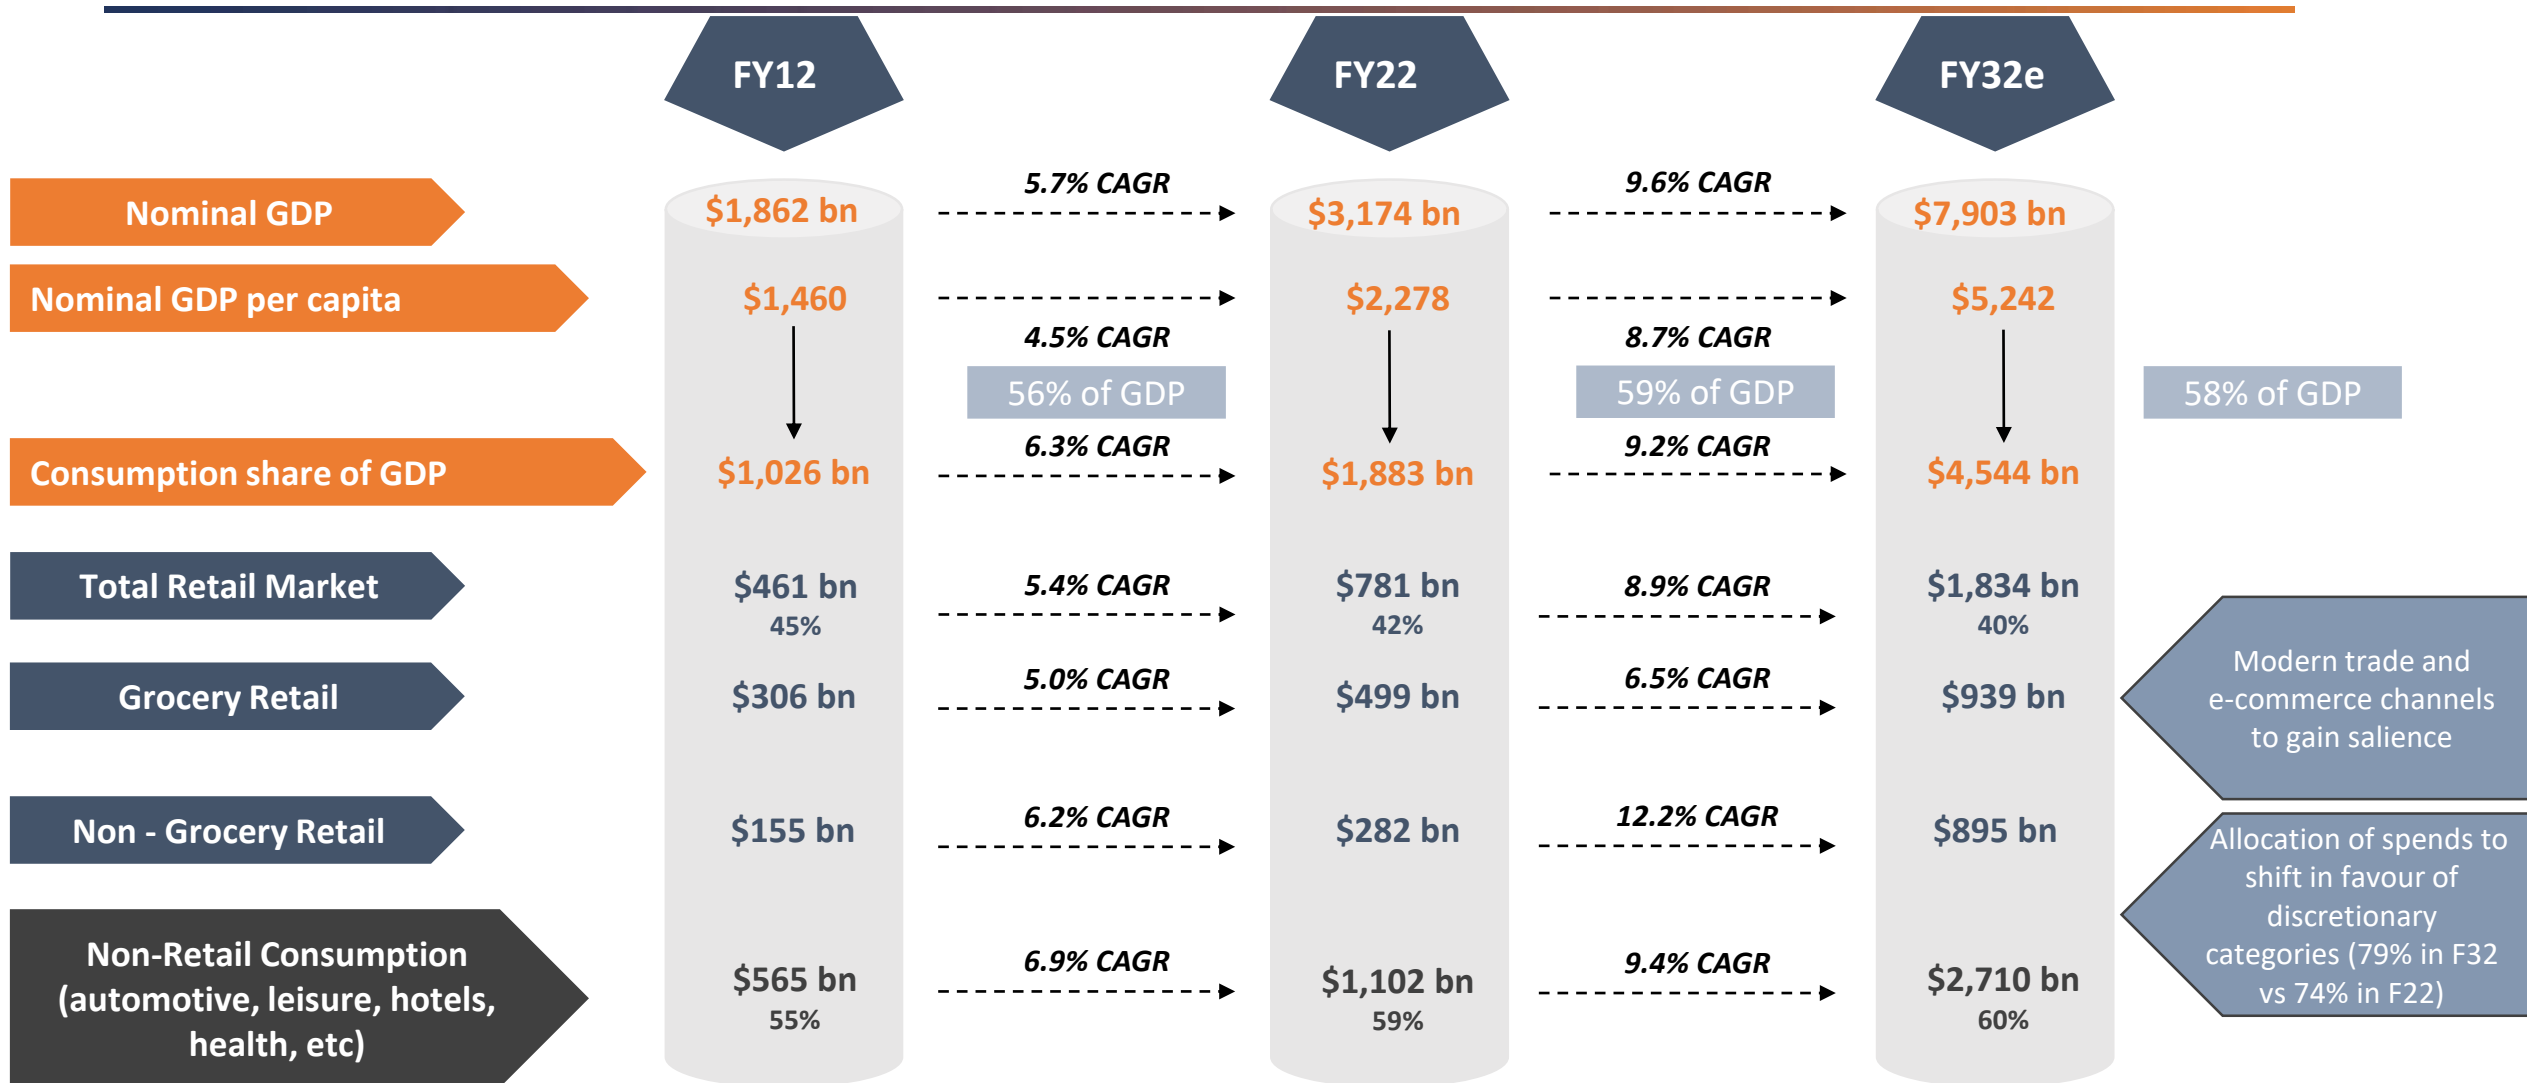 FY12
FY22
FY32e
Nominal GDP
$1,862 bn
5.7% CAGR
$3,174 bn
9.6% CAGR
$7,903 bn
Nominal GDP per capita
$1,460
4.5% CAGR
$2,278
8.7% CAGR
$5,242
56% of GDP
59% of GDP
58% of GDP
Consumption share of GDP
$1,026 bn
6.3% CAGR
$1,883 bn
9.2% CAGR
$4,544 bn
Total Retail Market
$461 bn
45%
5.4% CAGR
$781 bn
42%
8.9% CAGR
$1,834 bn
40%
Grocery Retail
$306 bn
5.0% CAGR
$499 bn
6.5% CAGR
$939 bn
Modern trade and
e-commerce channels
to gain salience
Non - Grocery Retail
$155 bn
6.2% CAGR
$282 bn
12.2% CAGR
$895 bn
Allocation of spends to
shift in favour of
discretionary
categories (79% in F32
vs 74% in F22)
Non-Retail Consumption
(automotive, leisure, hotels,
health, etc)
$565 bn
55%
6.9% CAGR
$1,102 bn
59%
9.4% CAGR
$2,710 bn
60%